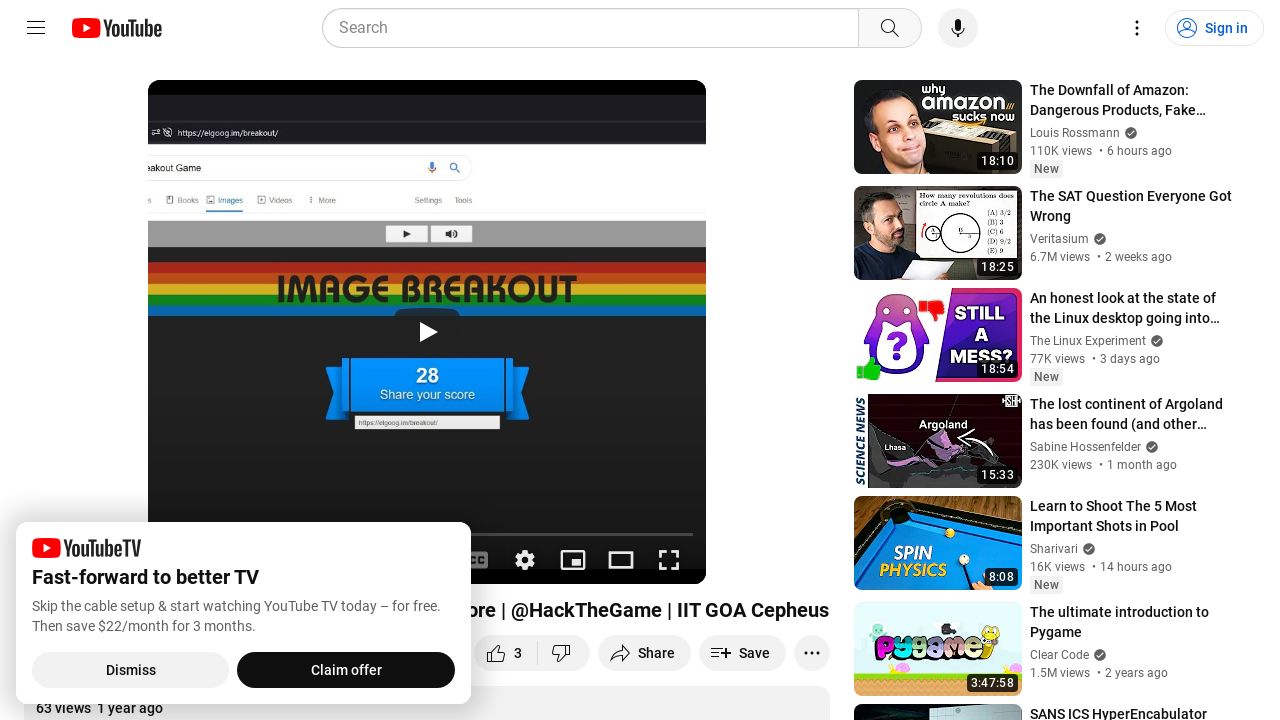 YouTube
Search
Sign in
https://elgoog.im/breakout/
eakout Game
Books
Images
Videos
More
Settings
Tools
IMAGE BREAKOUT
28
Share your score
https://elgoog.im/breakout/
YouTubeTV
Fast-forward to better TV
Skip the cable setup & start watching YouTube TV today – for free.
Then save $22/month for 3 months.
Dismiss
Claim offer
ore | @HackTheGame | IIT GOA Cepheus
3
Share
Save
63 views 1 year ago
why
amazon
sucks now
18:10
The Downfall of Amazon:
Dangerous Products, Fake…
Louis Rossmann
110K views • 6 hours ago
New
How many revolutions does
circle A make?
(A) 3/2
(B) 3
(C) 6
(D) 9/2
(E) 9
A
B
3
18:25
The SAT Question Everyone Got
Wrong
Veritasium
6.7M views • 2 weeks ago
STILL
A
MESS?
?
18:54
An honest look at the state of
the Linux desktop going into…
The Linux Experiment
77K views • 3 days ago
New
SCIENCE NEWS
SH
Argoland
Lhasa
15:33
The lost continent of Argoland
has been found (and other…
Sabine Hossenfelder
230K views • 1 month ago
SPIN
PHYSICS
8:08
Learn to Shoot The 5 Most
Important Shots in Pool
Sharivari
16K views • 14 hours ago
New
pygame
3:47:58
The ultimate introduction to
Pygame
Clear Code
1.5M views • 2 years ago
SANS ICS HyperEncabulator